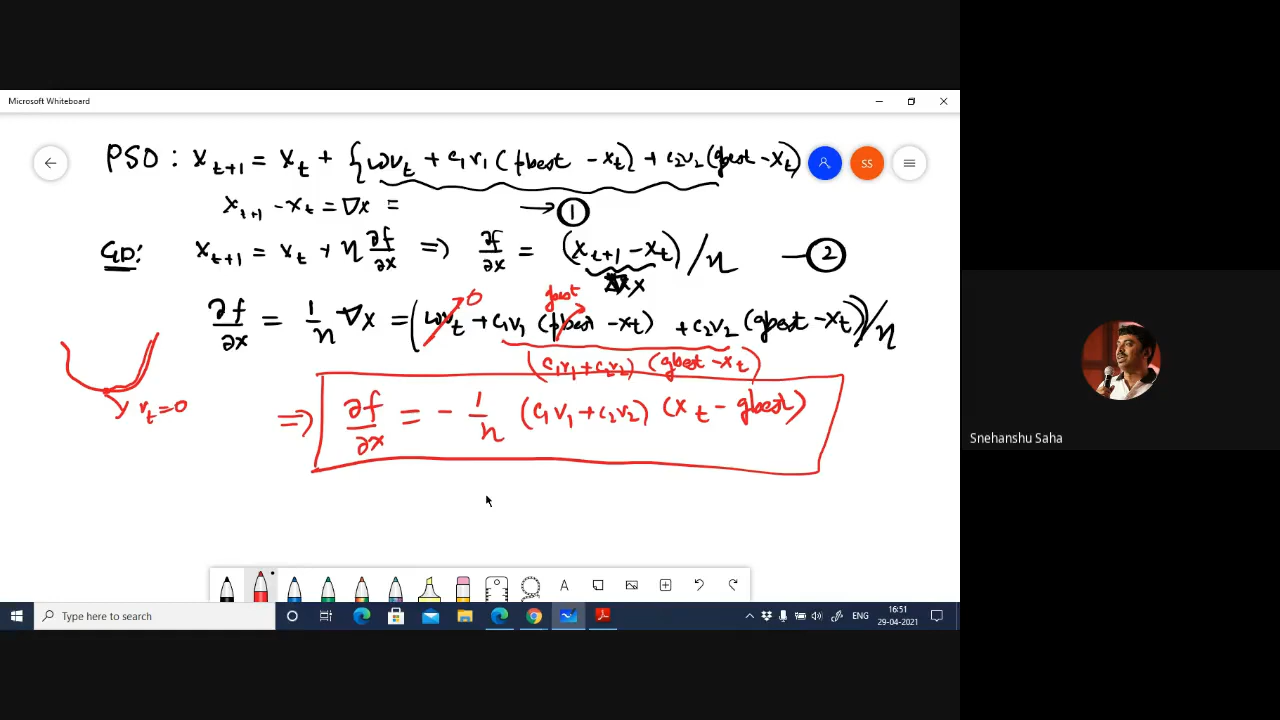 Microsoft Whiteboard
PSO : x_{t+1} = x_t + {ωv_t + c_1r_1 (pbest - x_t) + c_2r_2 (gbest - x_t)
SS
x_{t+1} - x_t = ∇x = → ①
GD: x_{t+1} = x_t + η ∂f/∂x ⇒ ∂f/∂x = (x_{t+1} - x_t)/η — ②
∇x
0 gbest
∂f/∂x = 1/η ∇x = (ωv_t + c_1r_1 (pbest - x_t) + c_2r_2 (gbest - x_t))/η
(c_1r_1 + c_2r_2) (gbest - x_t)
v_t = 0
⇒ ∂f/∂x = - 1/η (c_1r_1 + c_2r_2) (x_t - gbest)
Snehanshu Saha
A
Type here to search
ENG
16:51
29-04-2021